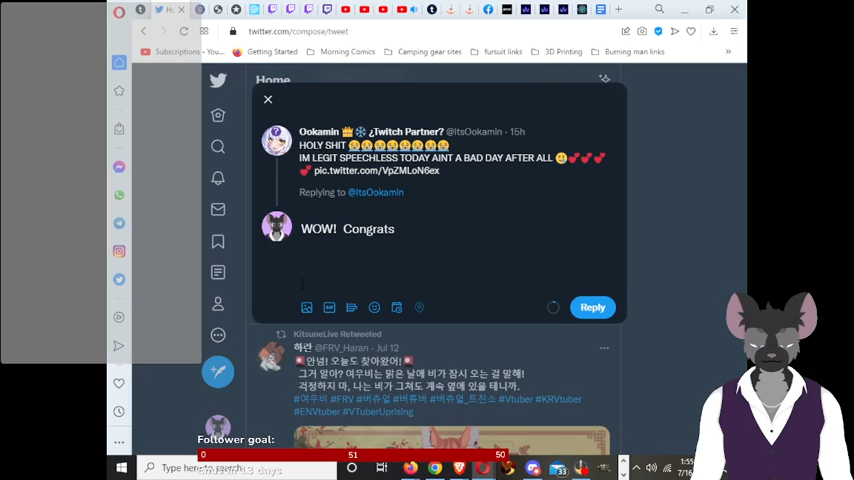 twitter.com/compose/tweet
Subscriptions - You
Getting Started
Morning Comics
Camping gear sites
fursuit links
3D Printing
Burning man links
Home
Ookamin 👑❄️ ¿Twitch Partner? @ItsOokamin · 15h
HOLY SHIT 😭😭😭😭😭😭😭😭
IM LEGIT SPEECHLESS TODAY AINT A BAD DAY AFTER ALL 🥲💕💕💕
💕 pic.twitter.com/VpZMLoN6ex
Replying to @ItsOokamin
WOW! Congrats
GIF
Reply
KitsuneLive Retweeted
하란 @FRV_Haran · Jul 12
안녕! 오늘도 찾아왔어!
그거 알아? 여우비는 맑은 날에 비가 잠시 오는 걸 말해!
걱정하지 마, 나는 비가 그쳐도 계속 옆에 있을 테니까.
#여우비 #FRV #버츄얼 #버튜버 #버츄얼_트친소 #Vtuber #KRVtuber
#ENVtuber #VTuberUprising
Follower goal:
0 51 50
Type here to search
33